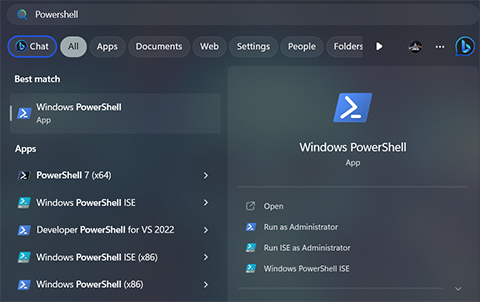 Powershell
Chat
All
Apps
Documents
Web
Settings
People
Folders
Best match
Windows PowerShell
App
Apps
PowerShell 7 (x64)
Windows PowerShell ISE
Developer PowerShell for VS 2022
Windows PowerShell ISE (x86)
Windows PowerShell (x86)
Windows PowerShell
App
Open
Run as Administrator
Run ISE as Administrator
Windows PowerShell ISE